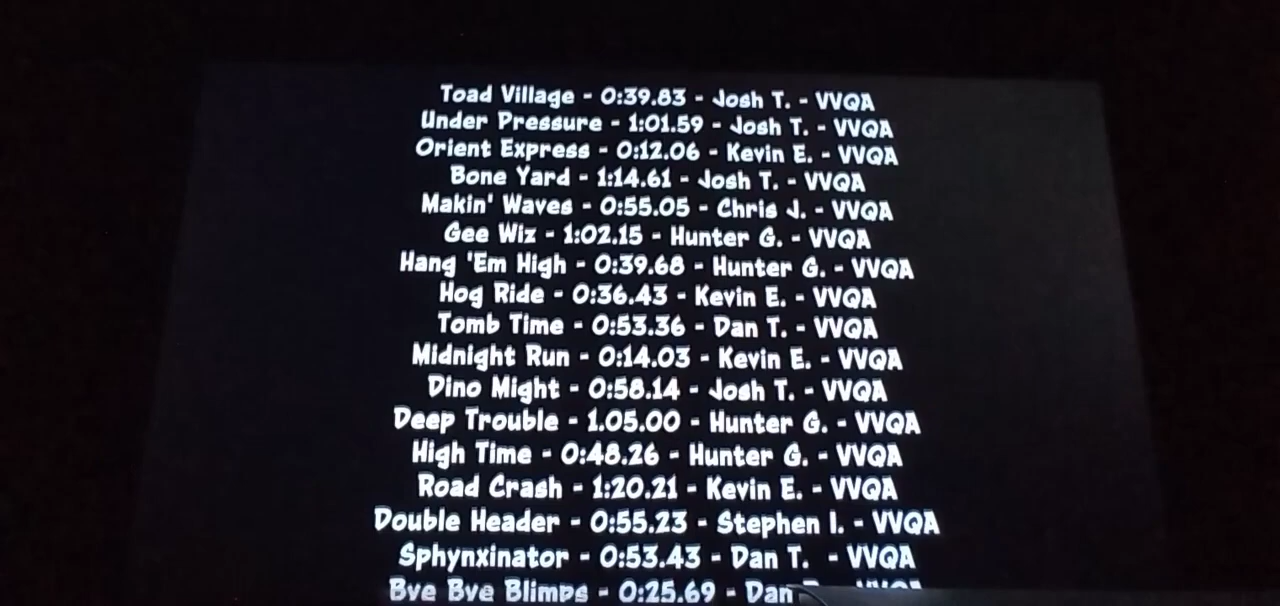 Toad Village - 0:39.83 - Josh T. - VVQA
Under Pressure - 1:01.59 - Josh T. - VVQA
Orient Express - 0:12.06 - Kevin E. - VVQA
Bone Yard - 1:14.61 - Josh T. - VVQA
Makin' Waves - 0:55.05 - Chris J. - VVQA
Gee Wiz - 1:02.15 - Hunter G. - VVQA
Hang 'Em High - 0:39.68 - Hunter G. - VVQA
Hog Ride - 0:36.43 - Kevin E. - VVQA
Tomb Time - 0:53.36 - Dan T. - VVQA
Midnight Run - 0:14.03 - Kevin E. - VVQA
Dino Might - 0:58.14 - Josh T. - VVQA
Deep Trouble - 1.05.00 - Hunter G. - VVQA
High Time - 0:48.26 - Hunter G. - VVQA
Road Crash - 1:20.21 - Kevin E. - VVQA
Double Header - 0:55.23 - Stephen I. - VVQA
Sphynxinator - 0:53.43 - Dan T. - VVQA
Bye Bye Blimps - 0:25.69 - Dan